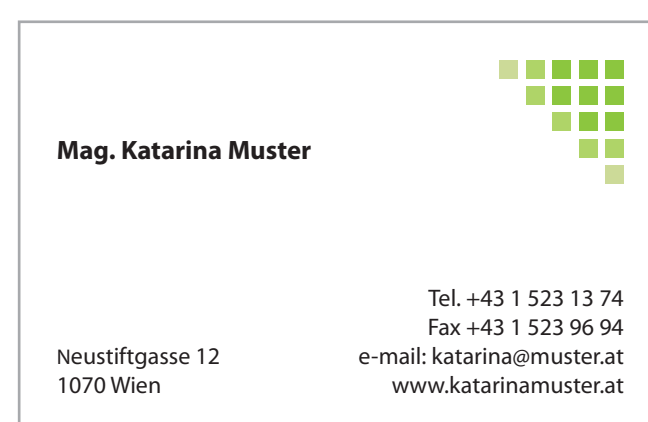 Mag. Katarina Muster
Tel. +43 1 523 13 74
Fax +43 1 523 96 94
Neustiftgasse 12
e-mail: katarina@muster.at
1070 Wien
www.katarinamuster.at